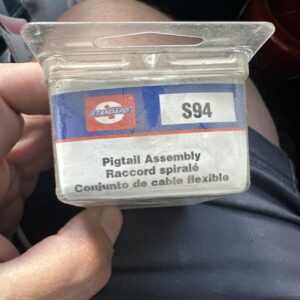 S
STANDARD
S94
Pigtail Assembly
Raccord spiralé
Conjunto de cable flexible